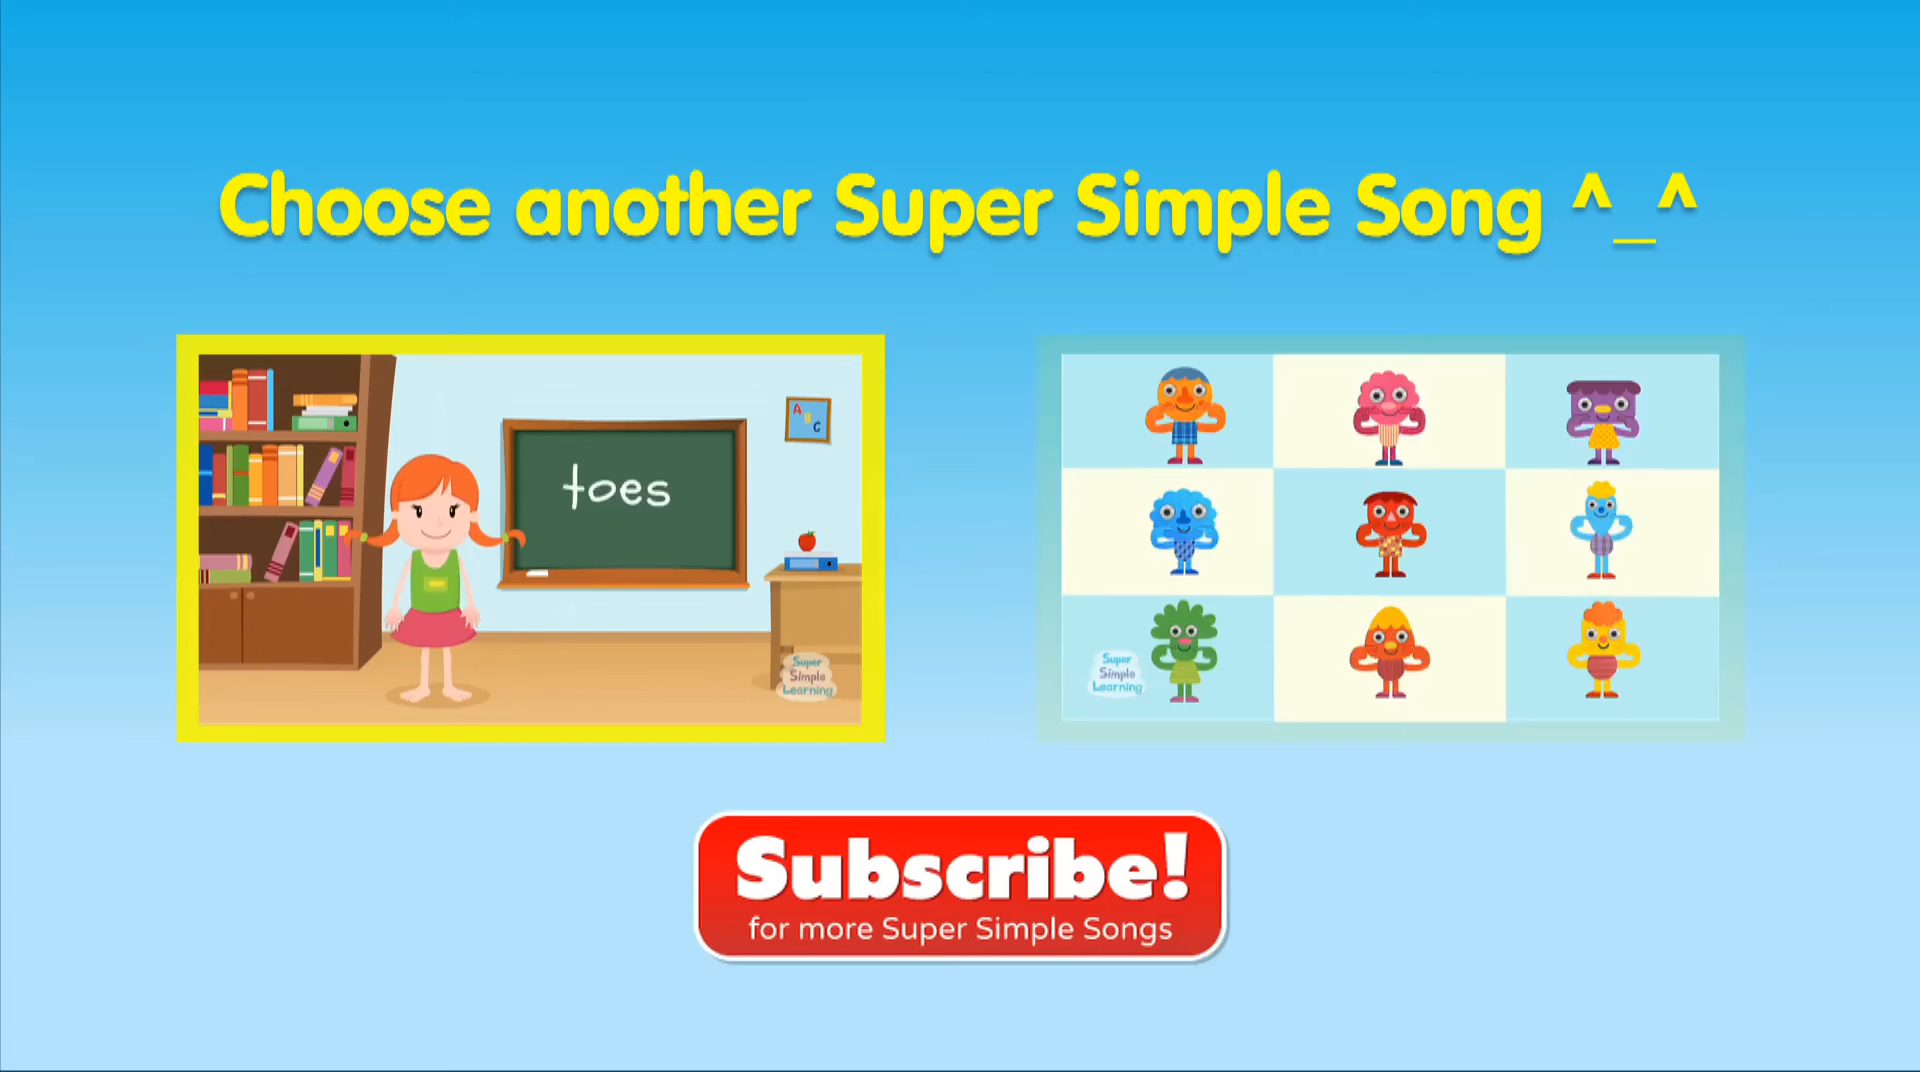 Choose another Super Simple Song ^_^
toes
A
B
C
Super
Simple
Learning
Super
Simple
Learning
Subscribe!
for more Super Simple Songs